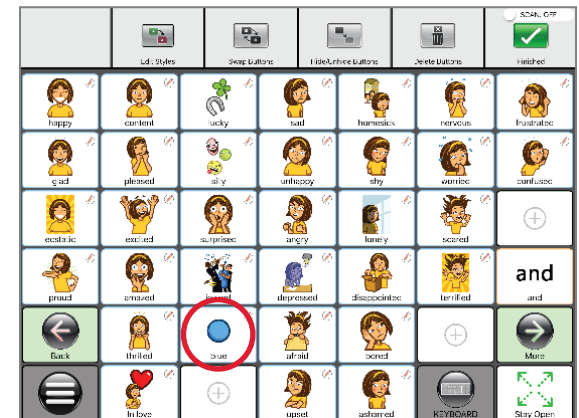 SCAN: OFF
Edit Styles
Swap Buttons
Hide/Unhide Buttons
Delete Buttons
Finished
happy
content
lucky
sad
homesick
nervous
frustrated
glad
pleased
silly
unhappy
shy
worried
confused
ecstatic
excited
surprised
angry
lonely
scared
proud
amazed
depressed
disappointed
terrified
and
and
Back
thrilled
blue
afraid
bored
More
In love
upset
ashamed
KEYBOARD
Stay Open